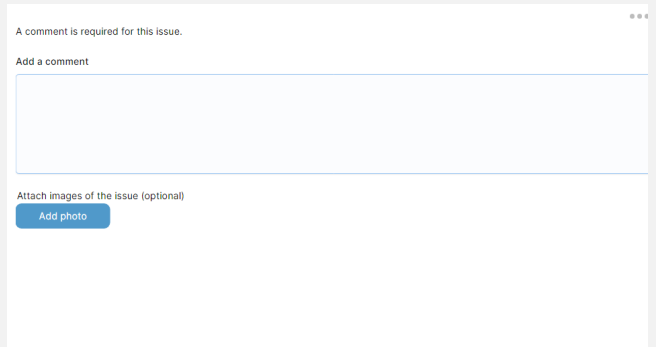 A comment is required for this issue.
Add a comment
Attach images of the issue (optional)
Add photo